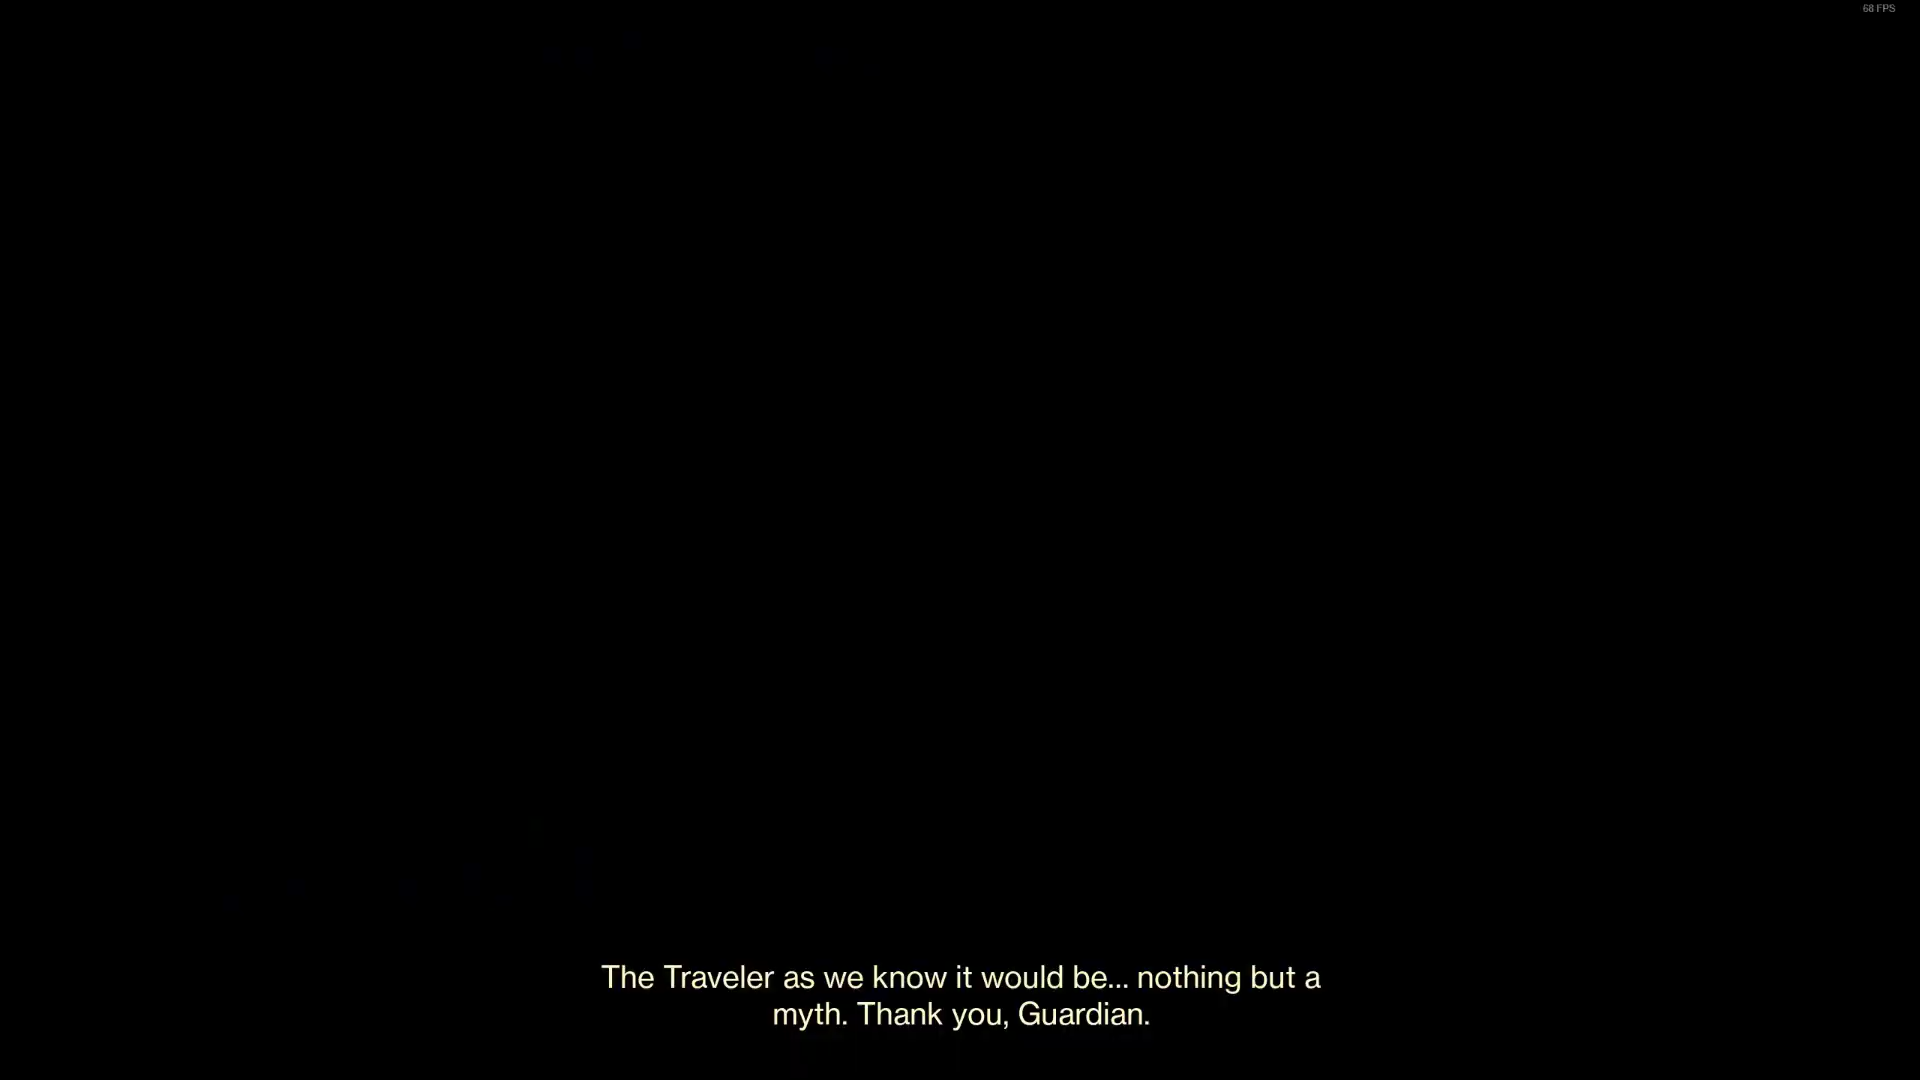 68 FPS
The Traveler as we know it would be... nothing but a
myth. Thank you, Guardian.